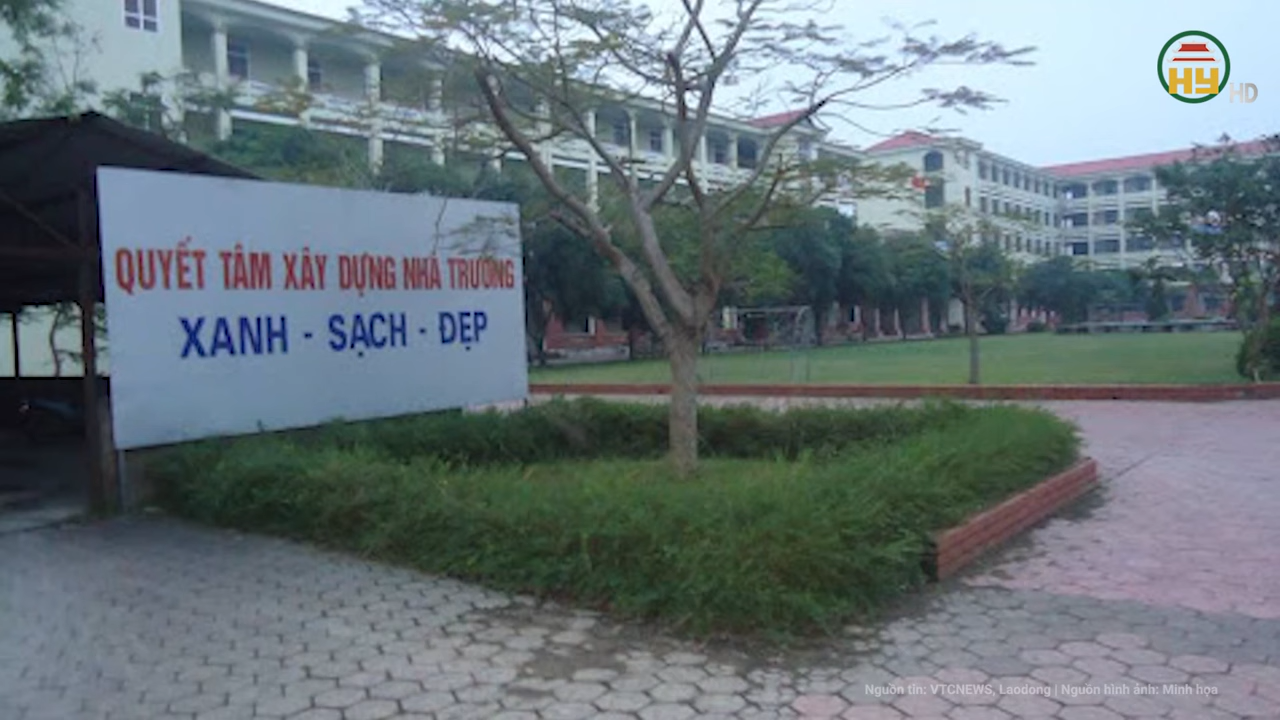 HY HD
QUYẾT TÂM XÂY DỰNG NHÀ TRƯỜNG
XANH - SẠCH - ĐẸP
Nguồn tin: VTCNEWS, Laodong | Nguồn hình ảnh: Minh họa